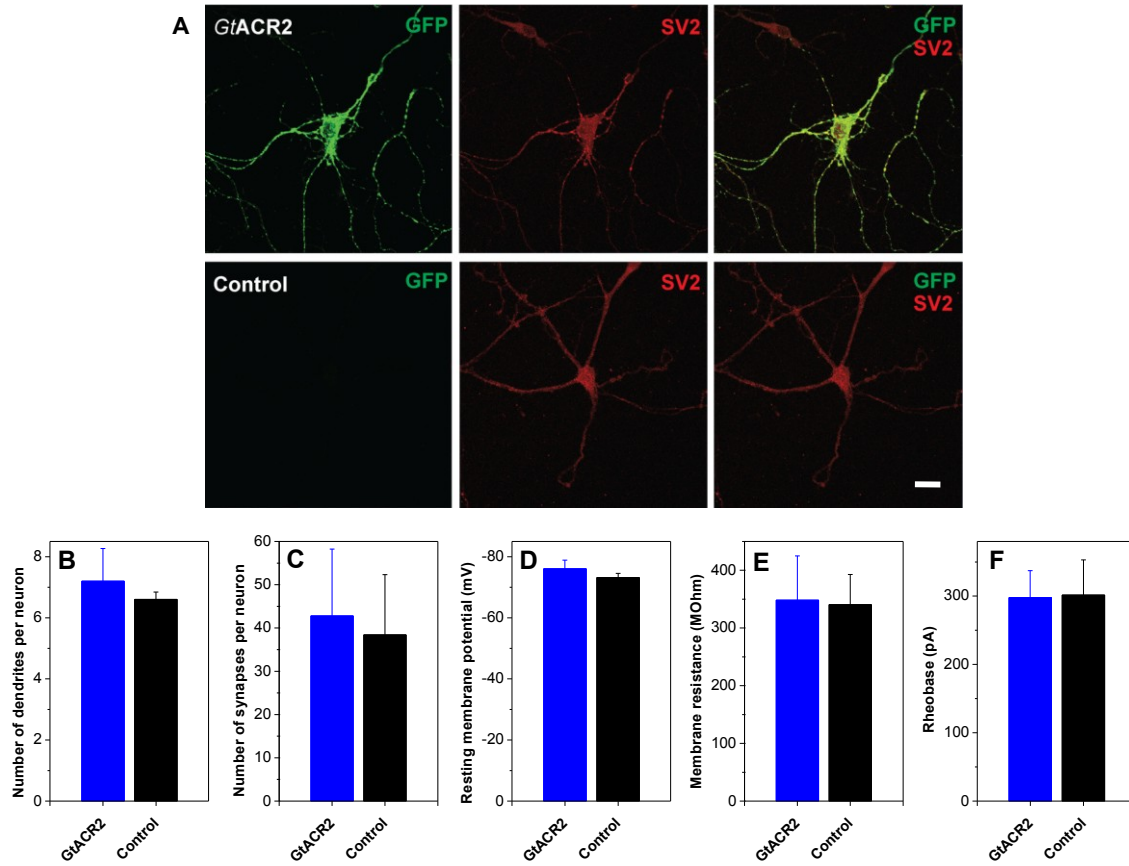 A
GtACR2 GFP
SV2
GFP
SV2
Control GFP
SV2
GFP
SV2
B
Number of dendrites per neuron
8
6
4
2
0
GtACR2 Control
C
Number of synapses per neuron
60
50
40
30
20
10
0
GtACR2 Control
D
Resting membrane potential (mV)
-80
-60
-40
-20
0
GtACR2 Control
E
Membrane resistance (MOhm)
400
300
200
100
0
GtACR2 Control
F
Rheobase (pA)
300
200
100
0
GtACR2 Control